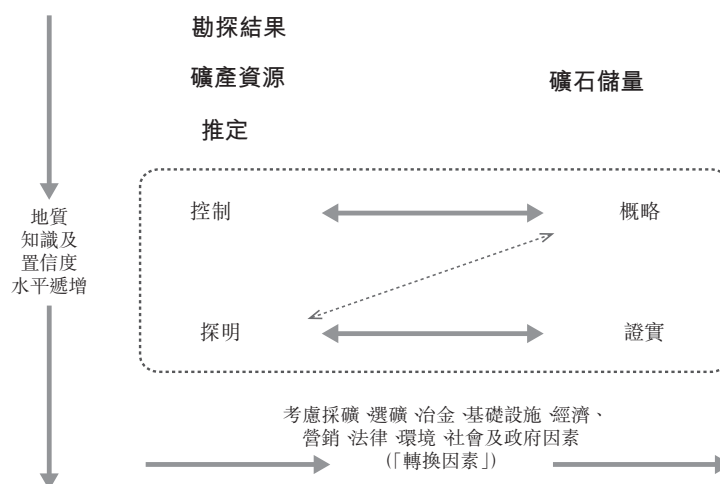 勘探結果
礦產資源
礦石儲量
推定
控制
概略
地質
知識及
置信度
水平遞增
探明
證實
考慮採礦、選礦、冶金、基礎設施、經濟、
營銷、法律、環境、社會及政府因素
(「轉換因素」)